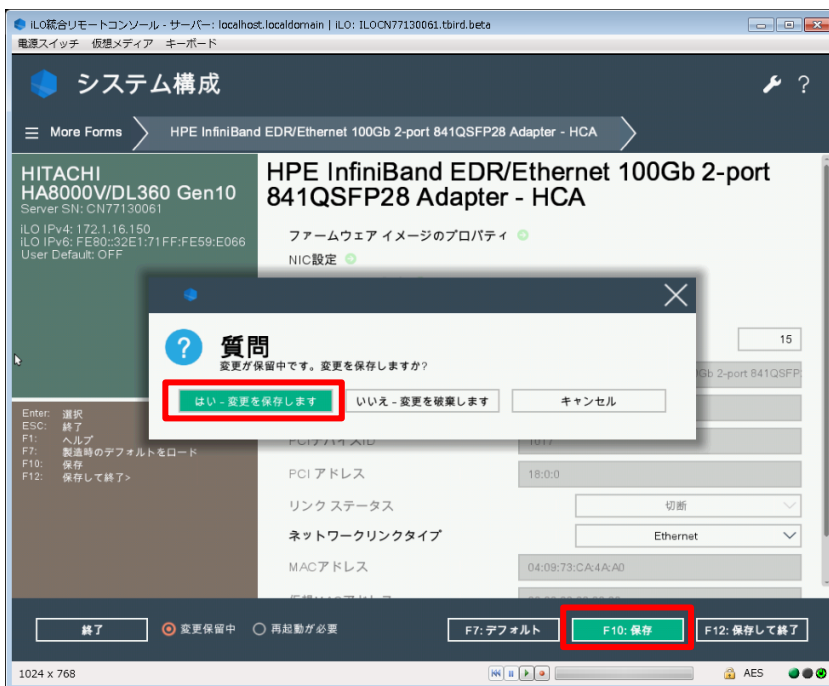 iLO統合リモートコンソール - サーバー: localhost.localdomain | iLO: ILOCN77130061.tbird.beta
電源スイッチ 仮想メディア キーボード
システム構成
?
More Forms
HPE InfiniBand EDR/Ethernet 100Gb 2-port 841QSFP28 Adapter - HCA
HITACHI
HA8000V/DL360 Gen10
Server SN: CN77130061
iLO IPv4: 172.1.16.150
iLO IPv6: FE80::32E1:71FF:FE59:E066
User Default: OFF
HPE InfiniBand EDR/Ethernet 100Gb 2-port
841QSFP28 Adapter - HCA
ファームウェア イメージのプロパティ
NIC設定
?
質問
変更が保留中です。変更を保存しますか?
はい - 変更を保存します
いいえ - 変更を破棄します
キャンセル
15
Gb 2-port 841QSFP
Enter: 選択
ESC: 終了
F1: ヘルプ
F7: 製造時のデフォルトをロード
F10: 保存
F12: 保存して終了>
PCIデバイスID
1017
PCI アドレス
18:0:0
リンク ステータス
切断
ネットワークリンクタイプ
Ethernet
MACアドレス
04:09:73:CA:4A:A0
終了
変更保留中
再起動が必要
F7: デフォルト
F10: 保存
F12: 保存して終了
1024 x 768
AES